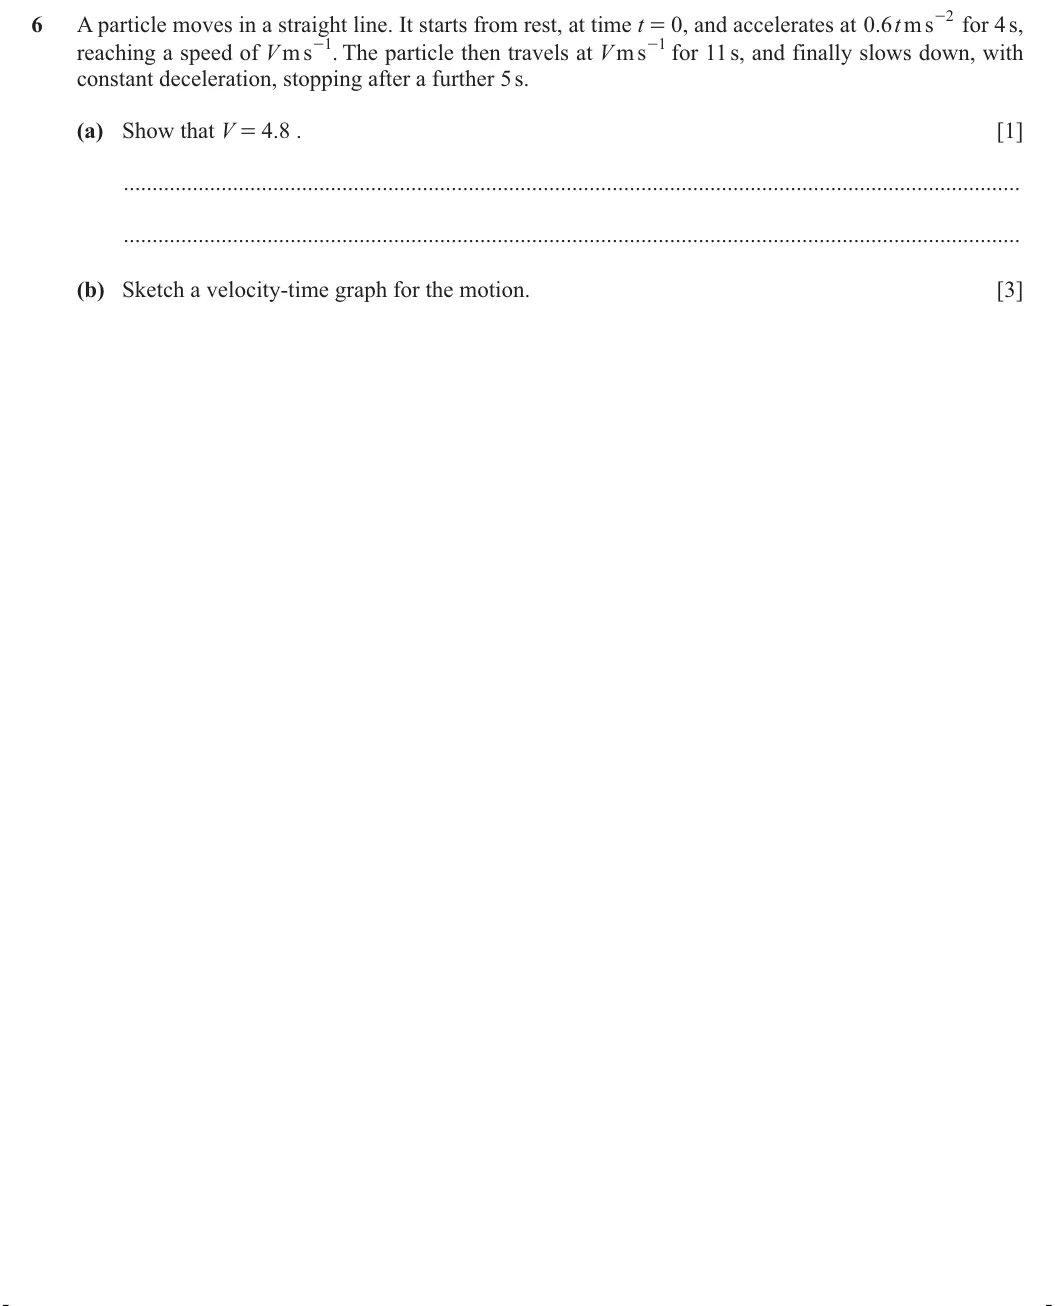 6 A particle moves in a straight line. It starts from rest, at time t = 0, and accelerates at 0.6t m s⁻² for 4 s,
reaching a speed of V m s⁻¹. The particle then travels at V m s⁻¹ for 11 s, and finally slows down, with
constant deceleration, stopping after a further 5 s.
(a) Show that V = 4.8 . [1]
..........................................................................................................................................................
..........................................................................................................................................................
(b) Sketch a velocity-time graph for the motion. [3]